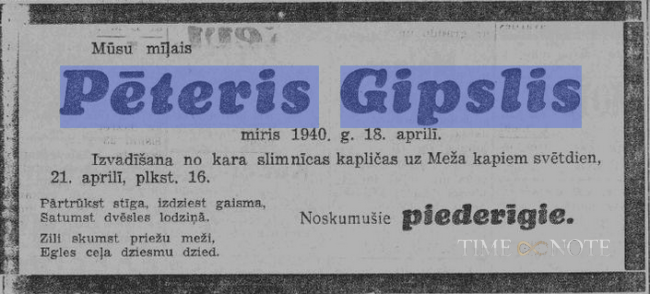 Mūsu mīļais
Pēteris Gipslis
miris 1940. g. 18. aprilī.
Izvadīšana no kara slimnīcas kapličas uz Meža kapiem svētdien,
21. aprilī, plkst. 16.
Pārtrūkst stīga, izdziest gaisma,
Satumst dvēsles lodziņā.
Zili skumst priežu meži,
Egles ceļa dziesmu dzied.
Noskumušie piederīgie.
TIME NOTE